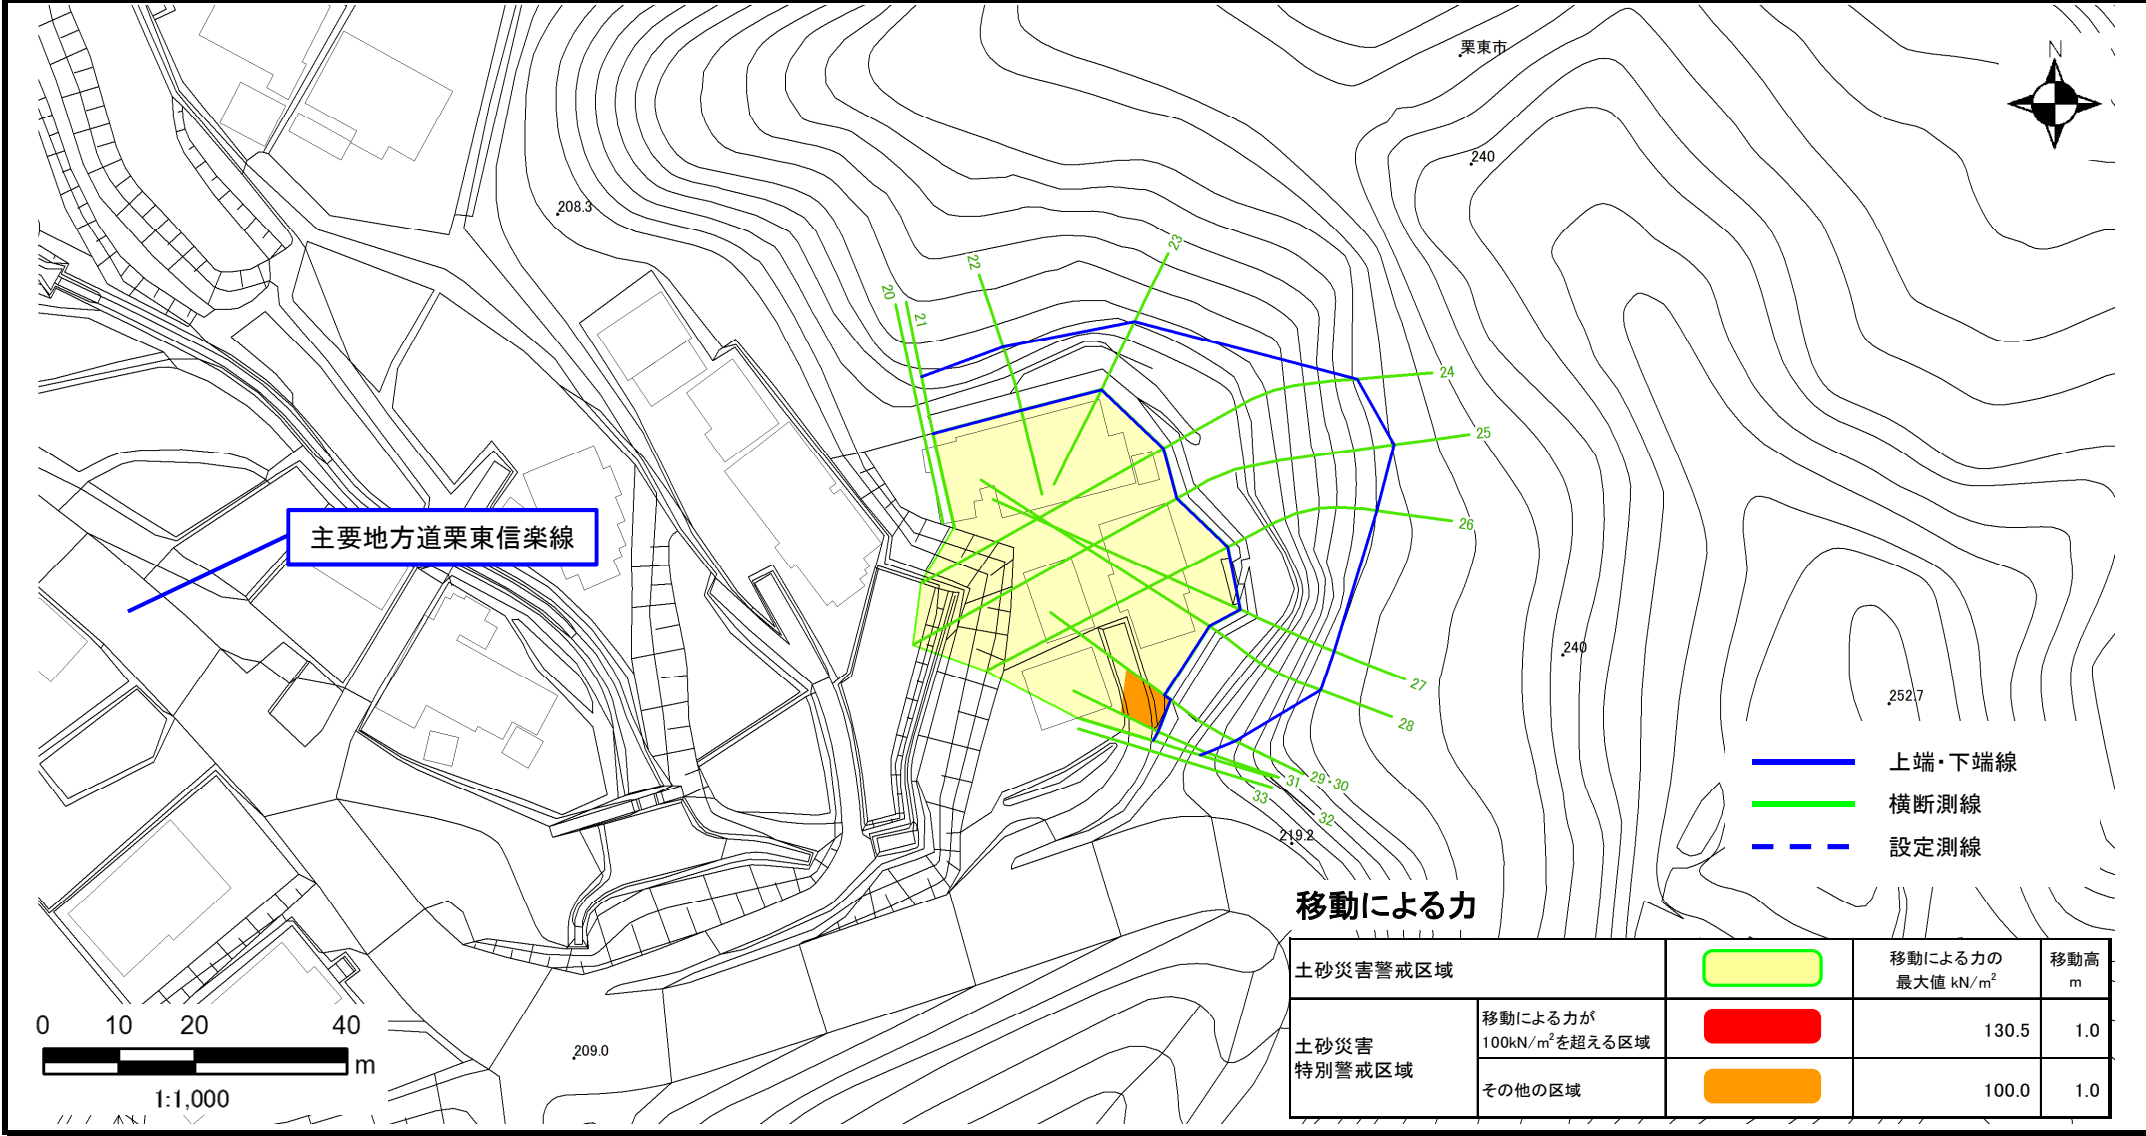 栗東市
N
240
208.3
23
22
20
21
24
25
26
主要地方道栗東信楽線
240
27
252.7
28
29・30
31
33
32
219.2
上端・下端線
横断測線
設定測線
移動による力
土砂災害警戒区域
移動による力の
最大値 kN/m²
移動高
m
土砂災害
特別警戒区域
移動による力が
100kN/m²を超える区域
130.5
1.0
その他の区域
100.0
1.0
0 10 20 40
m
1:1,000
209.0